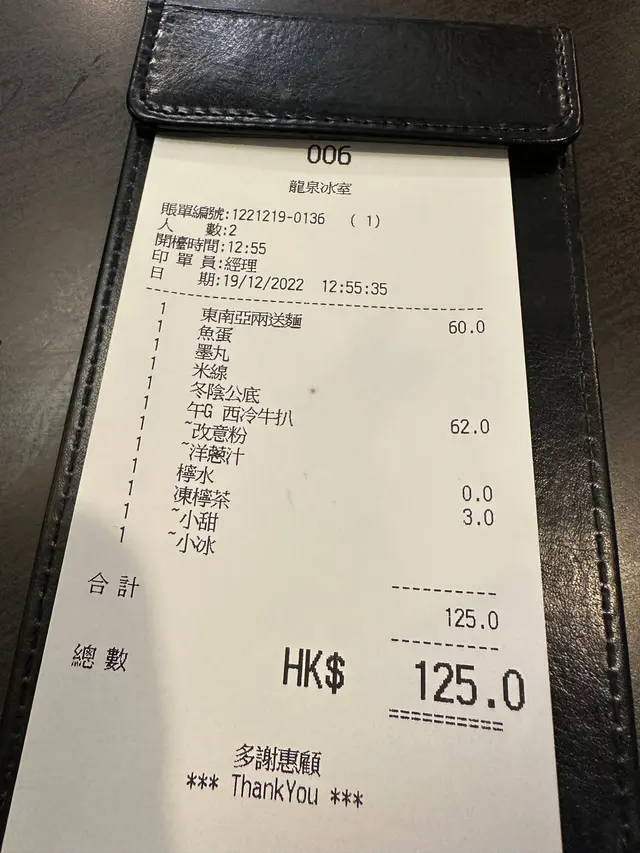 006
龍泉冰室
賬單編號:1221219-0136 (1)
人 數:2
開檯時間:12:55
印單員:經理
日 期:19/12/2022 12:55:35
1 東南亞兩送麵 60.0
1 魚蛋
1 墨丸
1 米線
1 冬陰公底
1 午G 西冷牛扒 62.0
1 ~改意粉
1 ~洋蔥汁
1 檸水 0.0
1 凍檸茶 3.0
1 ~小甜
1 ~小冰
合計 125.0
總數 HK$ 125.0
多謝惠顧
*** ThankYou ***